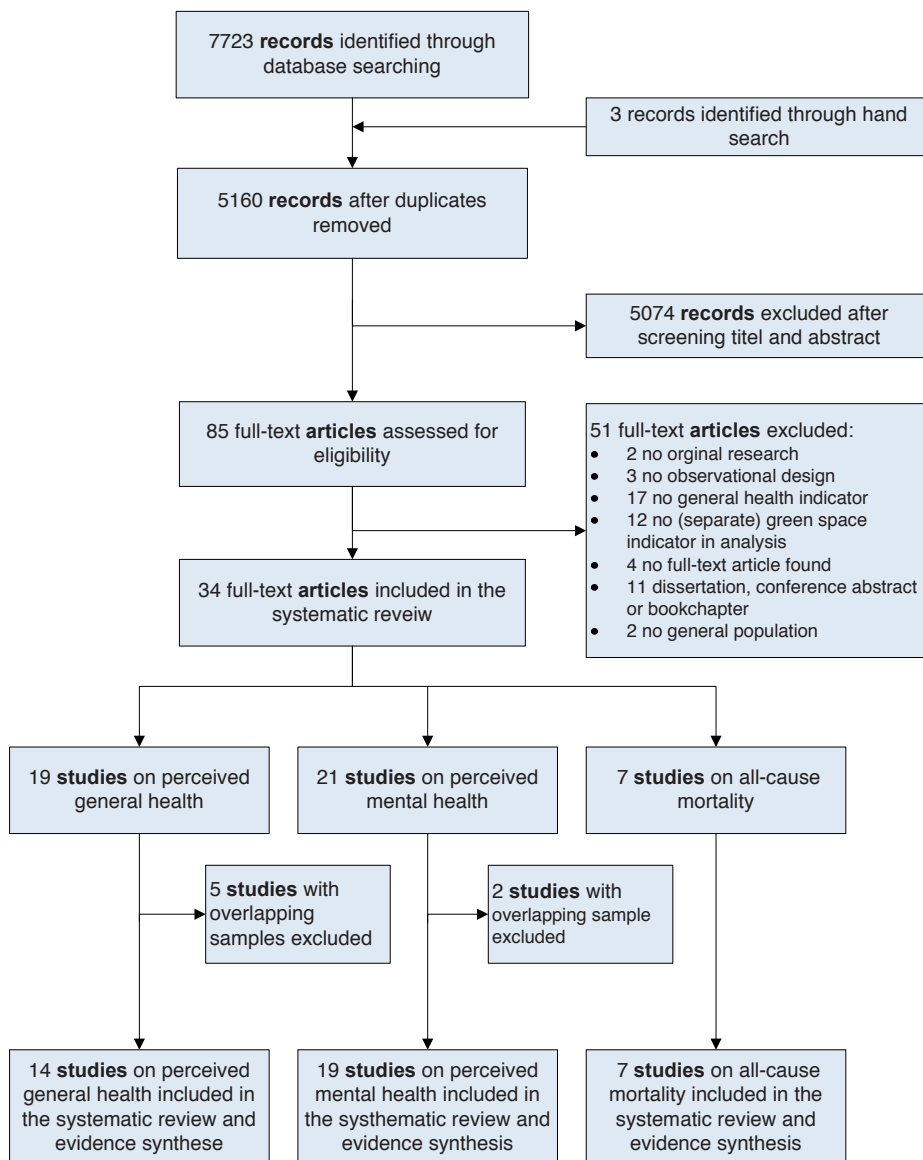 7723 records identified through
database searching
3 records identified through hand
search
5160 records after duplicates
removed
5074 records excluded after
screening titel and abstract
85 full-text articles assessed for
eligibility
51 full-text articles excluded:
• 2 no orginal research
• 3 no observational design
• 17 no general health indicator
• 12 no (separate) green space
indicator in analysis
• 4 no full-text article found
• 11 dissertation, conference abstract
or bookchapter
• 2 no general population
34 full-text articles included in the
systematic reveiw
19 studies on perceived
general health
21 studies on perceived
mental health
7 studies on all-cause
mortality
5 studies with
overlapping
samples excluded
2 studies with
overlapping sample
excluded
14 studies on perceived
general health included in
the systematic review and
evidence synthese
19 studies on perceived
mental health included in
the systhematic review and
evidence synthesis
7 studies on all-cause
mortality included in the
systematic review and
evidence synthesis